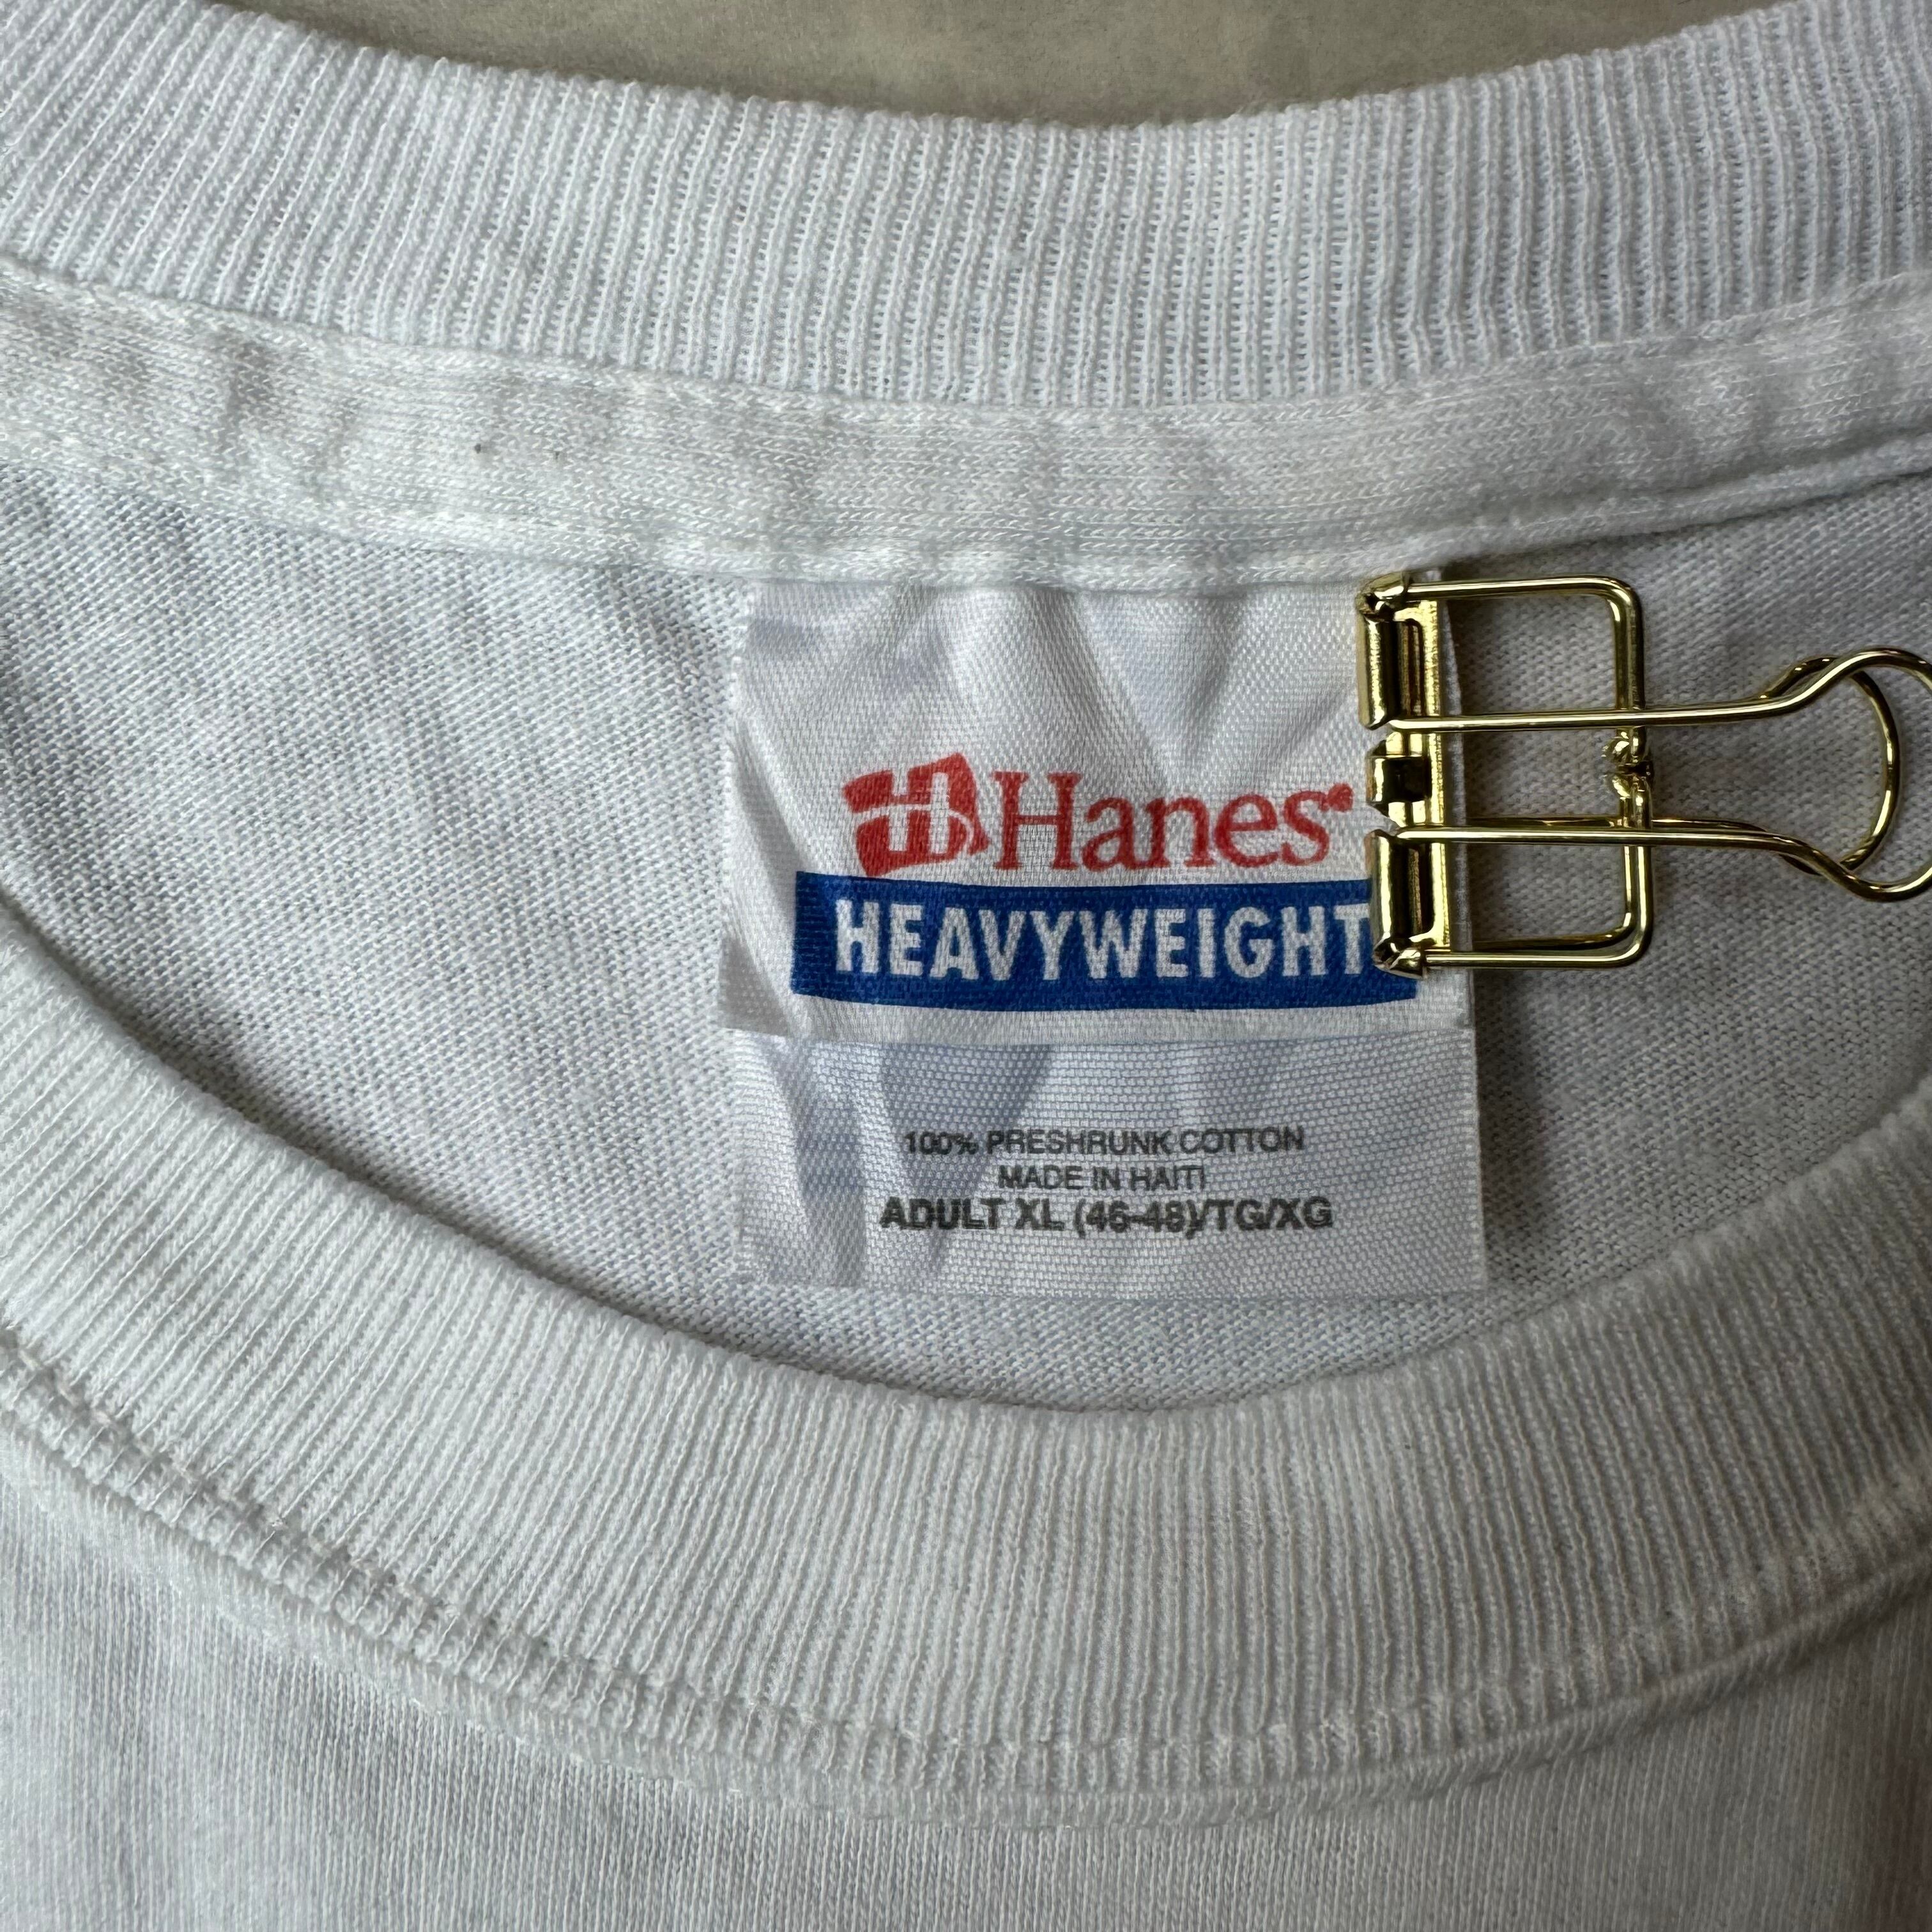 Hanes
HEAVYWEIGHT
100% PRESHRUNK COTTON
MADE IN HAITI
ADULT XL (46-48)/TG/XG